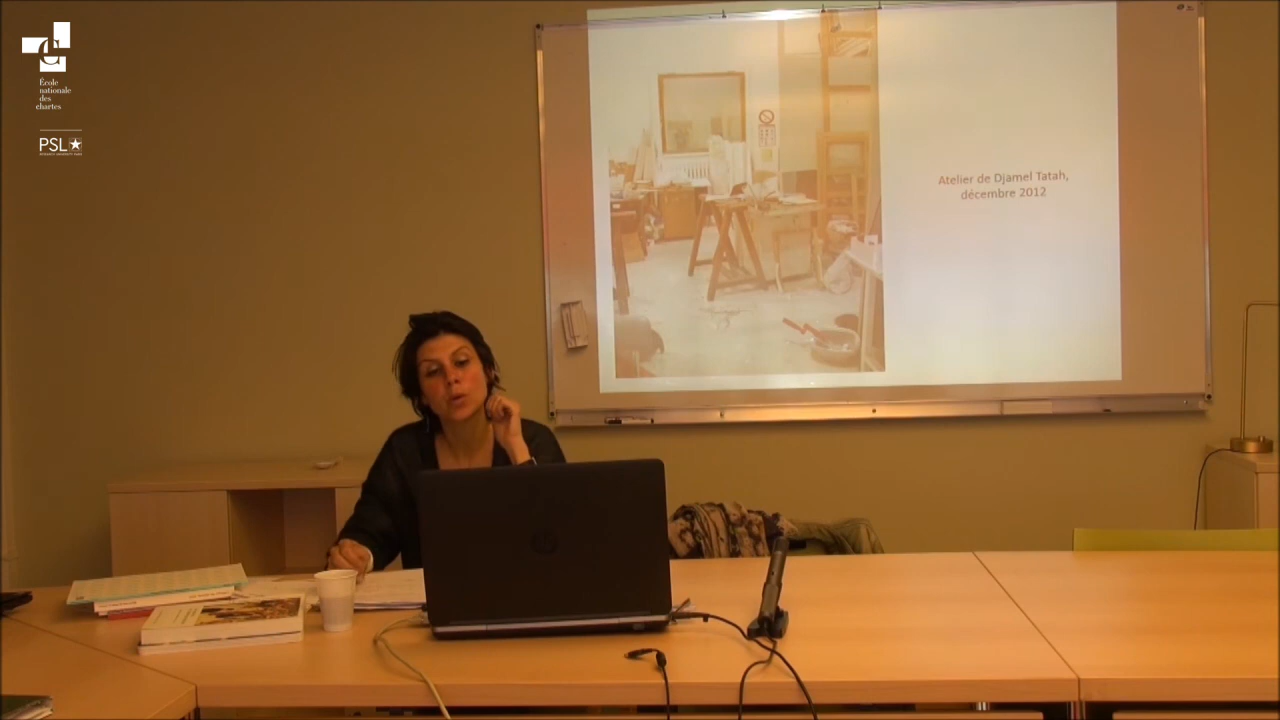 École
nationale
des
chartes
PSL
Atelier de Djamel Tatah,
décembre 2012